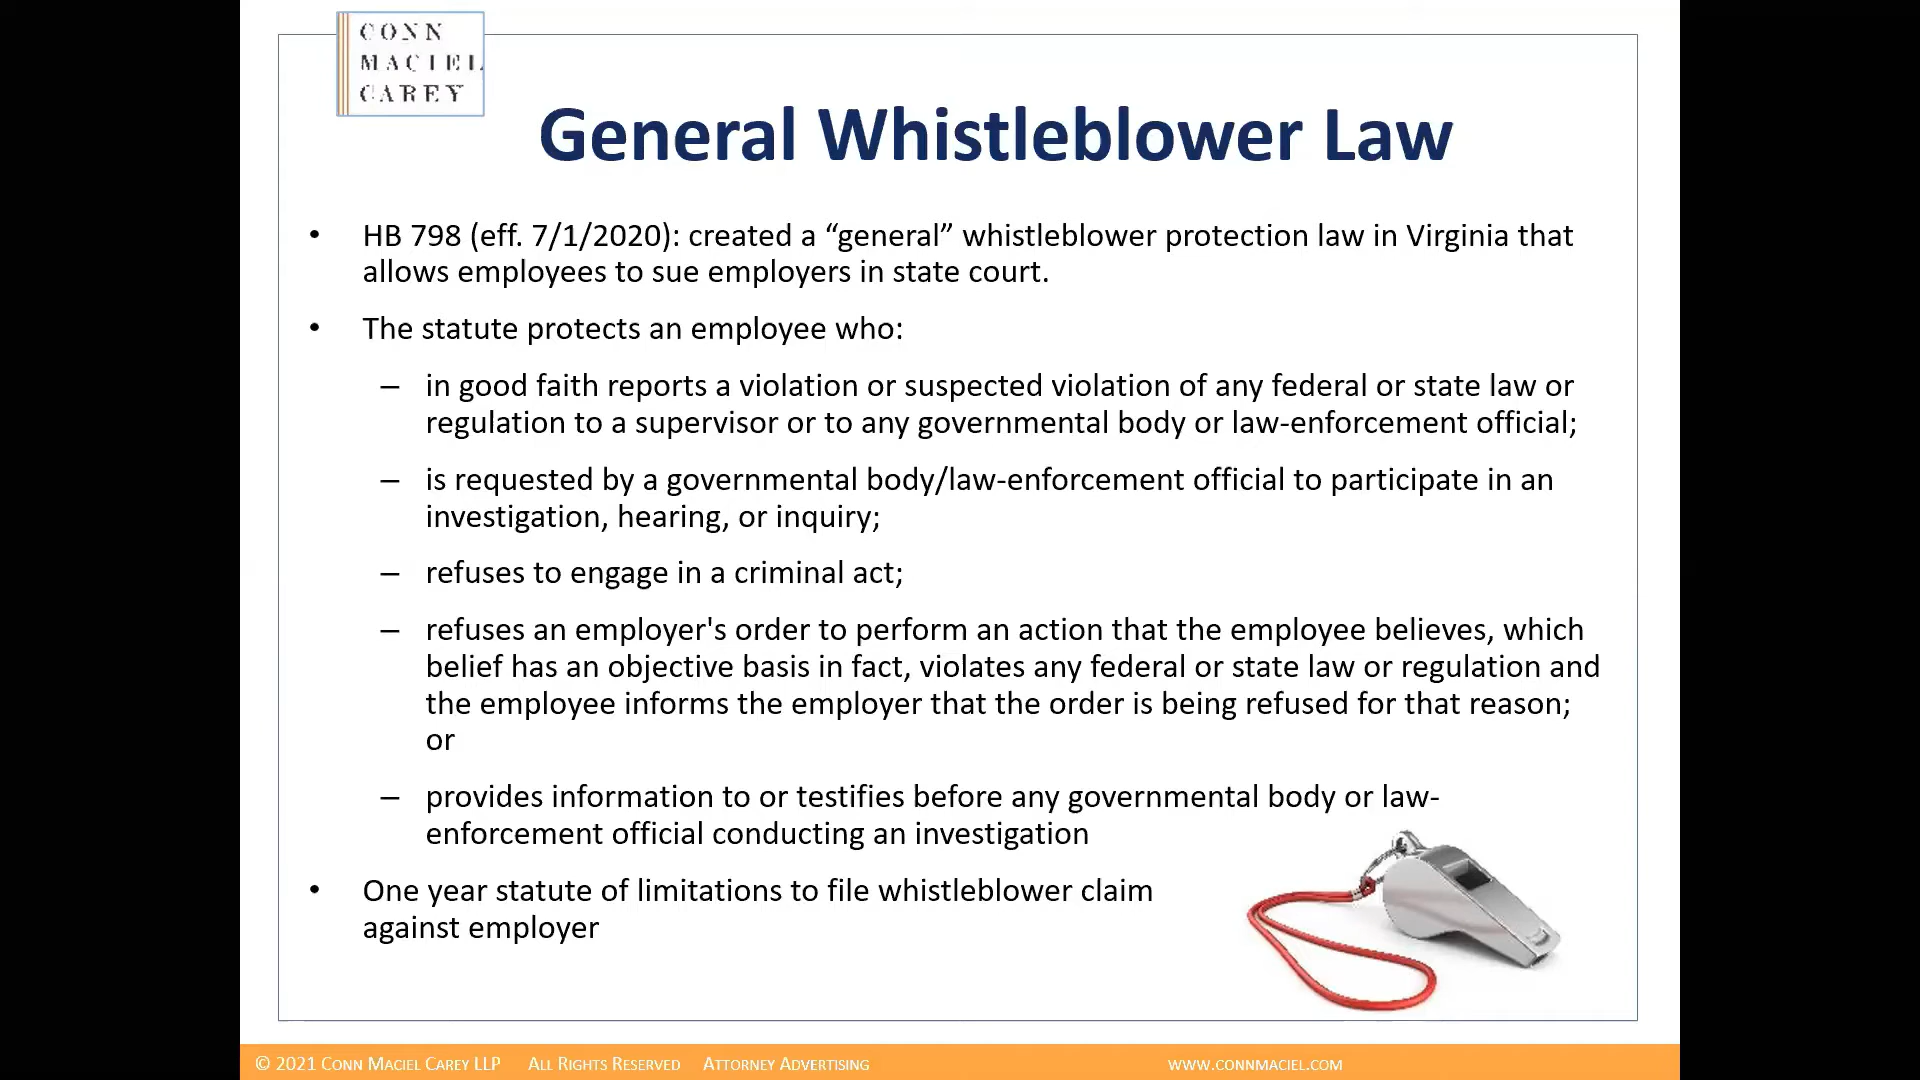 CONN
MACIEL
CAREY
General Whistleblower Law
• HB 798 (eff. 7/1/2020): created a “general” whistleblower protection law in Virginia that
allows employees to sue employers in state court.
• The statute protects an employee who:
– in good faith reports a violation or suspected violation of any federal or state law or
regulation to a supervisor or to any governmental body or law-enforcement official;
– is requested by a governmental body/law-enforcement official to participate in an
investigation, hearing, or inquiry;
– refuses to engage in a criminal act;
– refuses an employer's order to perform an action that the employee believes, which
belief has an objective basis in fact, violates any federal or state law or regulation and
the employee informs the employer that the order is being refused for that reason;
or
– provides information to or testifies before any governmental body or law-
enforcement official conducting an investigation
• One year statute of limitations to file whistleblower claim
against employer
© 2021 CONN MACIEL CAREY LLP ALL RIGHTS RESERVED ATTORNEY ADVERTISING WWW.CONNMACIEL.COM